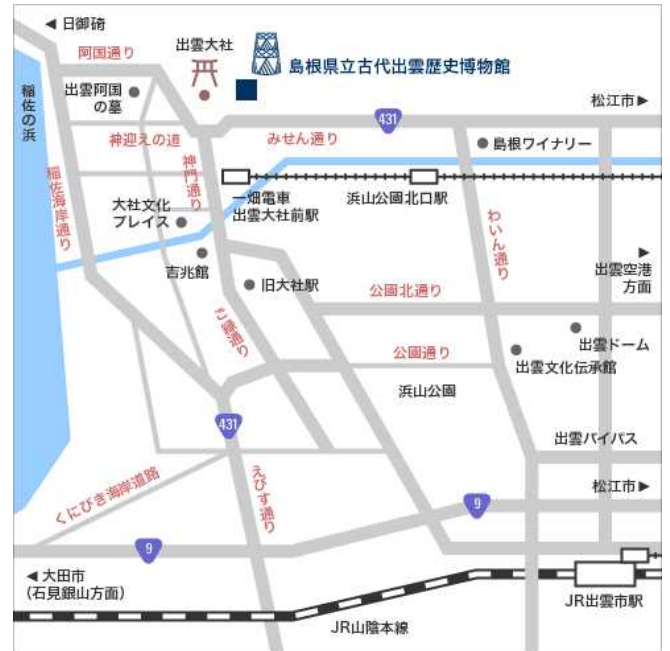 ◀ 日御碕
阿国通り
出雲大社
島根県立古代出雲歴史博物館
松江市▶
稲佐の浜
出雲阿国
の墓
神迎えの道
431
みせん通り
島根ワイナリー
神門通り
稲佐海岸通り
一畑電車
出雲大社前駅
浜山公園北口駅
大社文化
プレイス
わいん通り
吉兆館
旧大社駅
▶
出雲空港
方面
公園北通り
ご縁通り
公園通り
出雲ドーム
出雲文化伝承館
浜山公園
431
出雲バイパス
えびす通り
くにびき海岸道路
松江市▶
9
9
◀ 大田市
(石見銀山方面)
JR出雲市駅
JR山陰本線